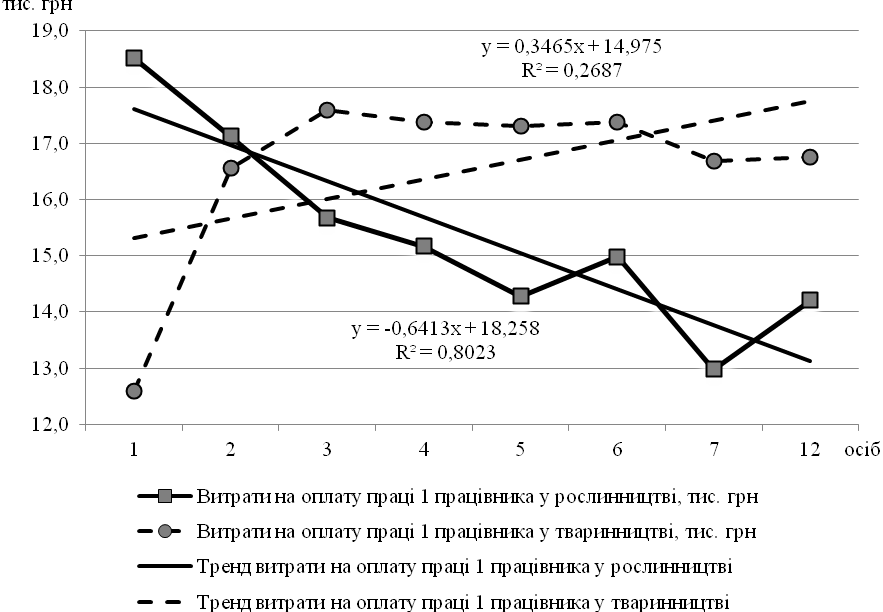 тис. грн
19,0
y = 0,3465x + 14,975
R² = 0,2687
18,0
17,0
16,0
15,0
14,0
y = -0,6413x + 18,258
R² = 0,8023
13,0
12,0
1 2 3 4 5 6 7 12 осіб
Витрати на оплату праці 1 працівника у рослинництві, тис. грн
Витрати на оплату праці 1 працівника у тваринництві, тис. грн
Тренд витрати на оплату праці 1 працівника у рослинництві
Тренд витрати на оплату праці 1 працівника у тваринництві